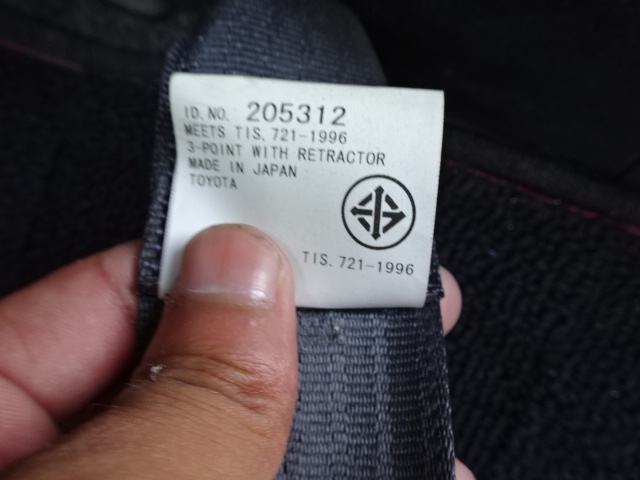 ID. NO. 205312
MEETS TIS. 721-1996
3-POINT WITH RETRACTOR
MADE IN JAPAN
TOYOTA
TIS. 721-1996